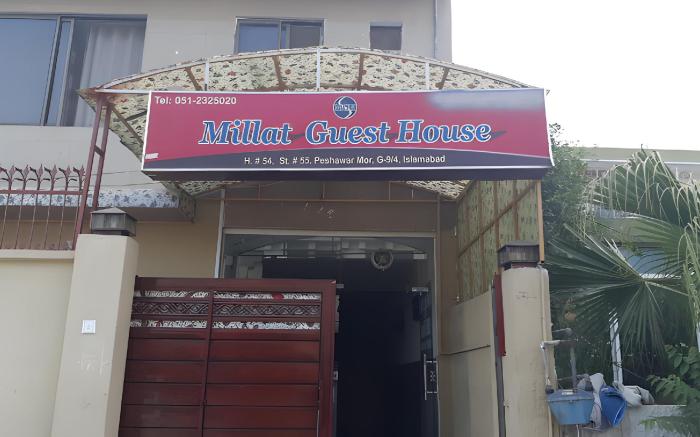 Tel: 051-2325020
Millat Guest House
H. # 54, St. # 55, Peshawar Mor, G-9/4, Islamabad